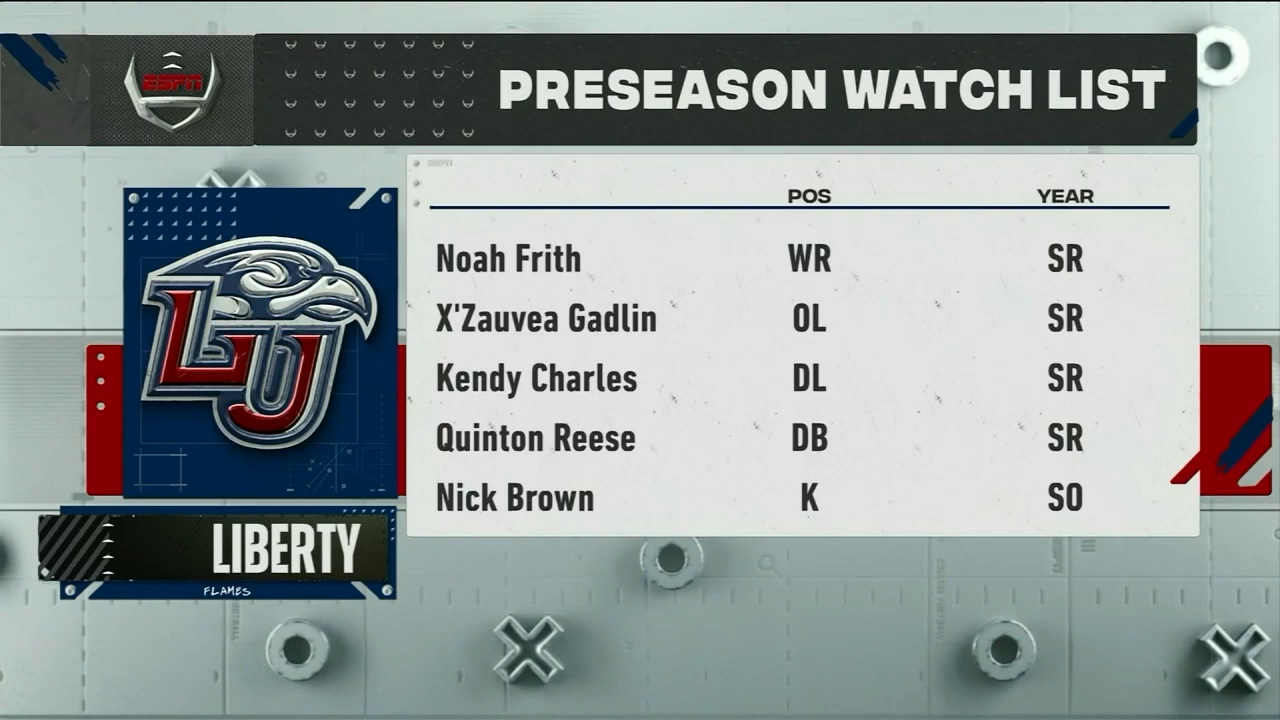 ESPN
PRESEASON WATCH LIST
ESPN
POS YEAR
Noah Frith WR SR
X'Zauvea Gadlin OL SR
Kendy Charles DL SR
Quinton Reese DB SR
Nick Brown K SO
LU
LIBERTY
FLAMES